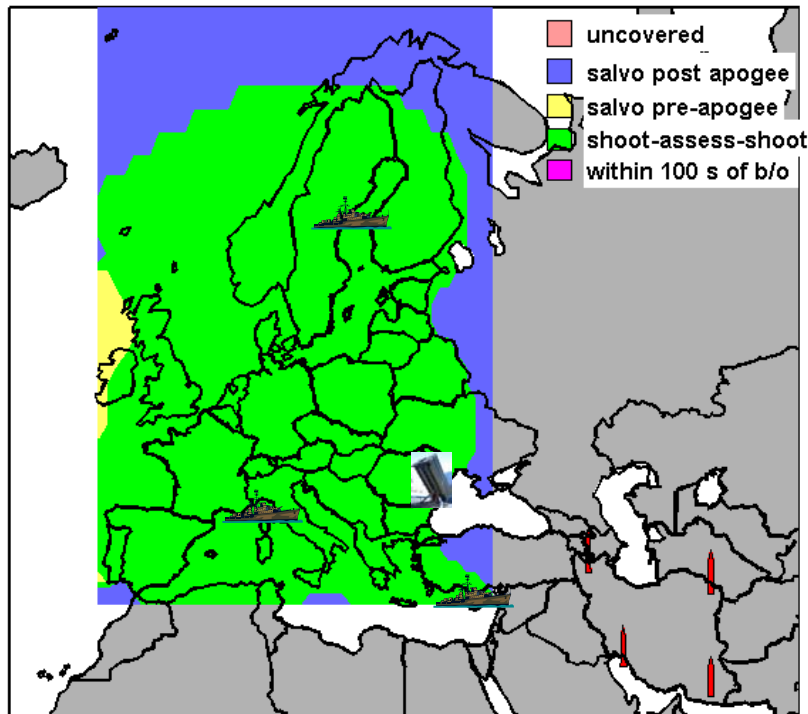 uncovered
salvo post apogee
salvo pre-apogee
shoot-assess-shoot
within 100 s of b/o